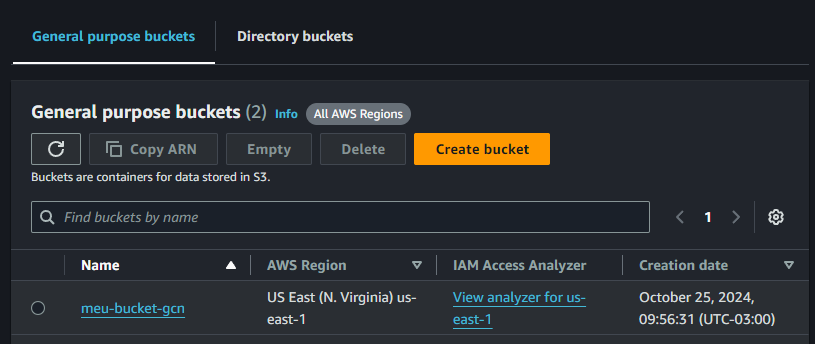 General purpose buckets Directory buckets
General purpose buckets (2) Info All AWS Regions
Copy ARN Empty Delete Create bucket
Buckets are containers for data stored in S3.
Find buckets by name 1
Name AWS Region IAM Access Analyzer Creation date
meu-bucket-gcn
US East (N. Virginia) us-
east-1
View analyzer for us-
east-1
October 25, 2024,
09:56:31 (UTC-03:00)